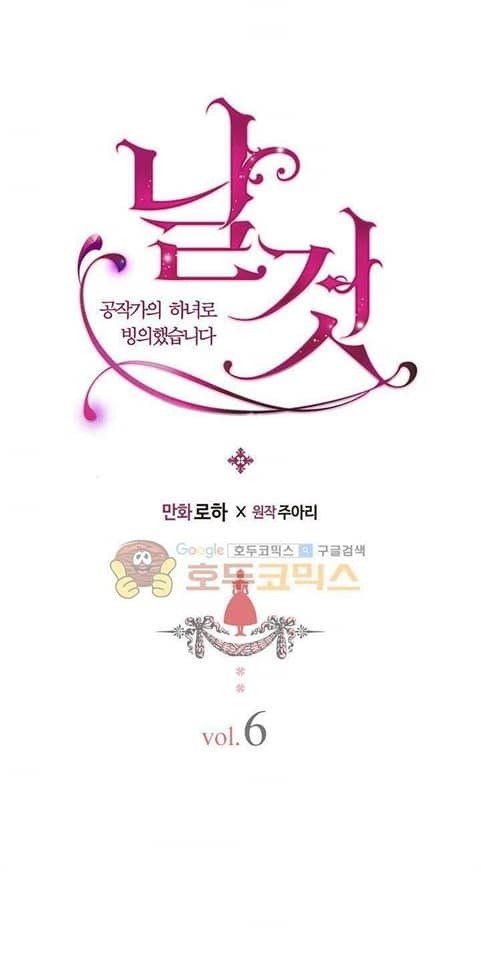 날것
공작가의 하녀로
빙의했습니다
만화 로하 X 원작 주아리
Google 호두코믹스 구글검색
호두코믹스
vol.6